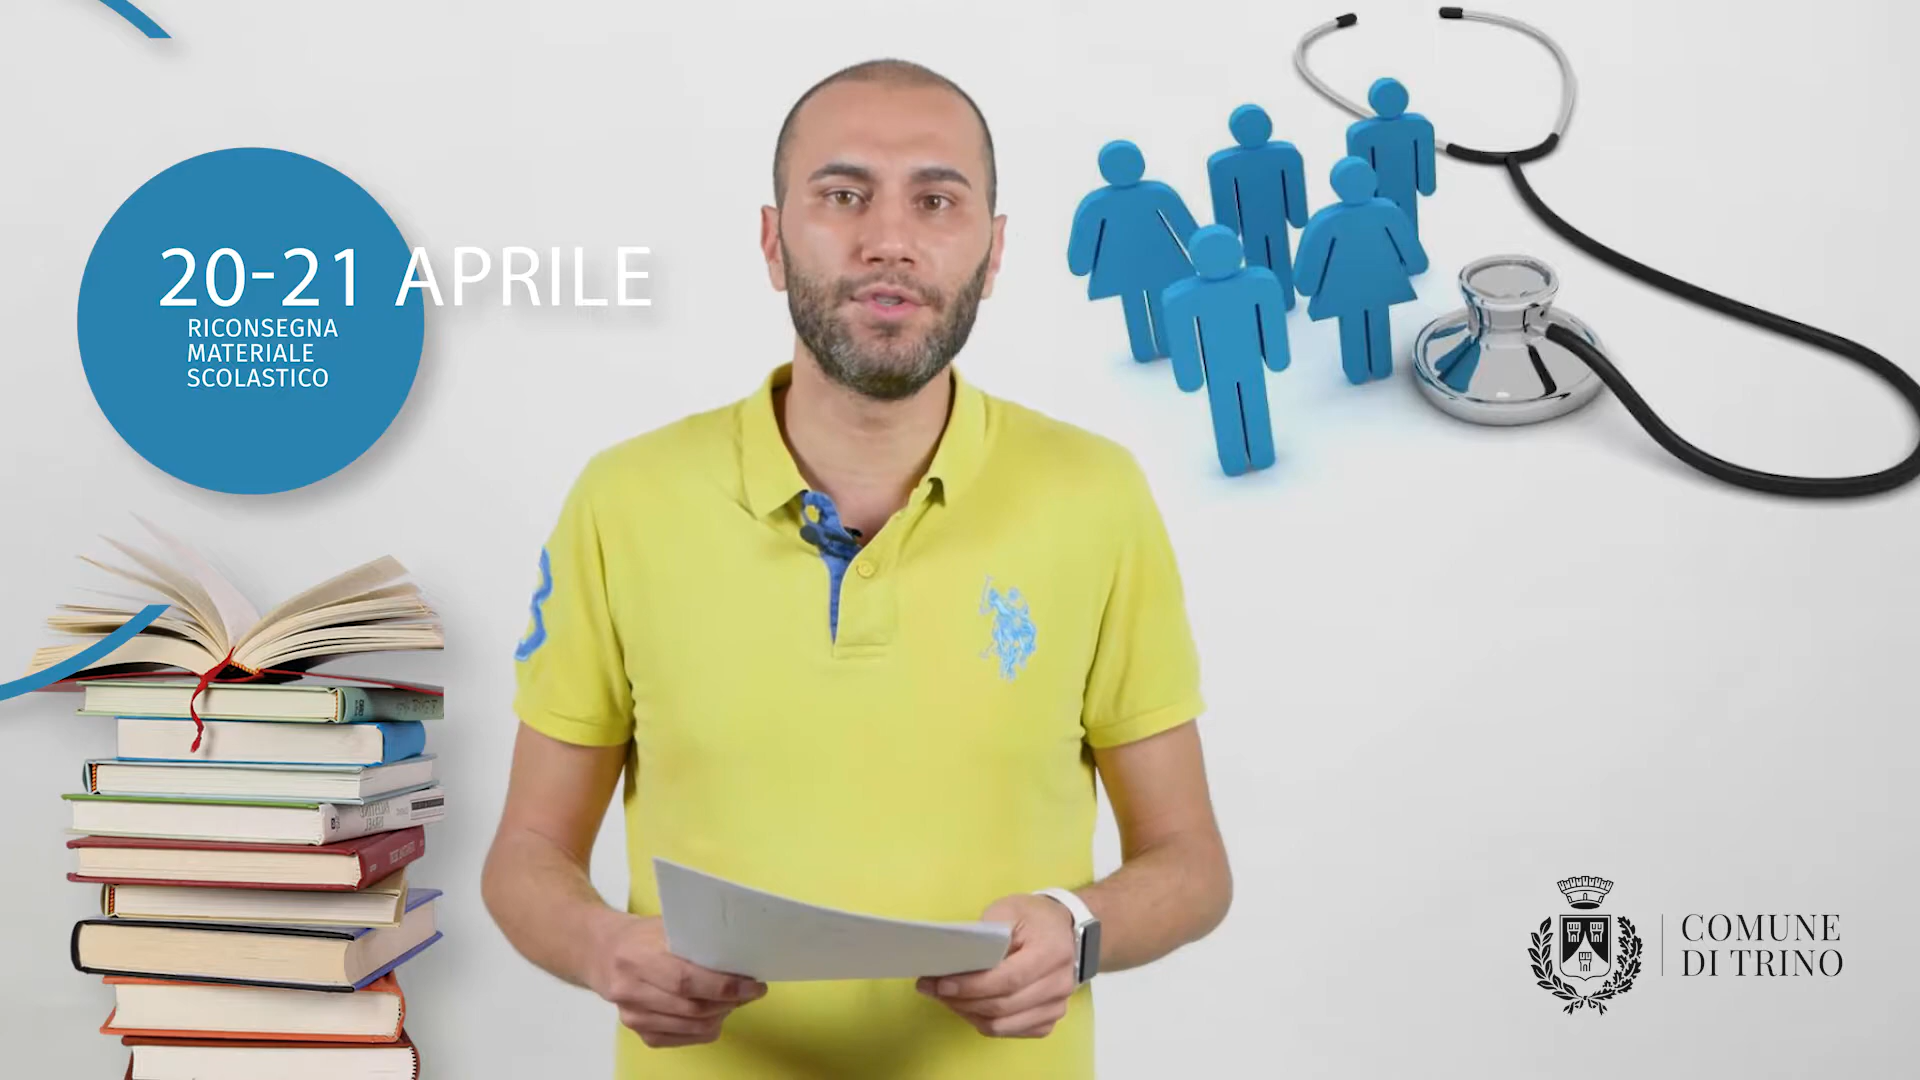 20-21 APRILE
RICONSEGNA
MATERIALE
SCOLASTICO
COMUNE
DI TRINO